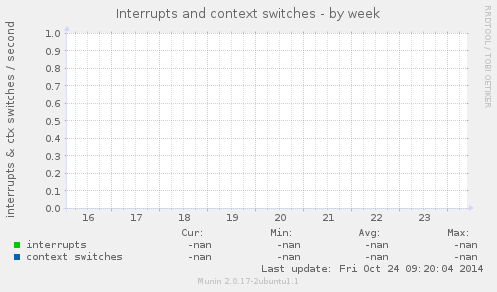 Interrupts and context switches - by week
RRDTOOL / TOBI OETIKER
interrupts & ctx switches / second
1.0
0.9
0.8
0.7
0.6
0.5
0.4
0.3
0.2
0.1
0.0
16 17 18 19 20 21 22 23
Cur: Min: Avg: Max:
interrupts -nan -nan -nan -nan
context switches -nan -nan -nan -nan
Last update: Fri Oct 24 09:20:04 2014
Munin 2.0.17-2ubuntu1.1